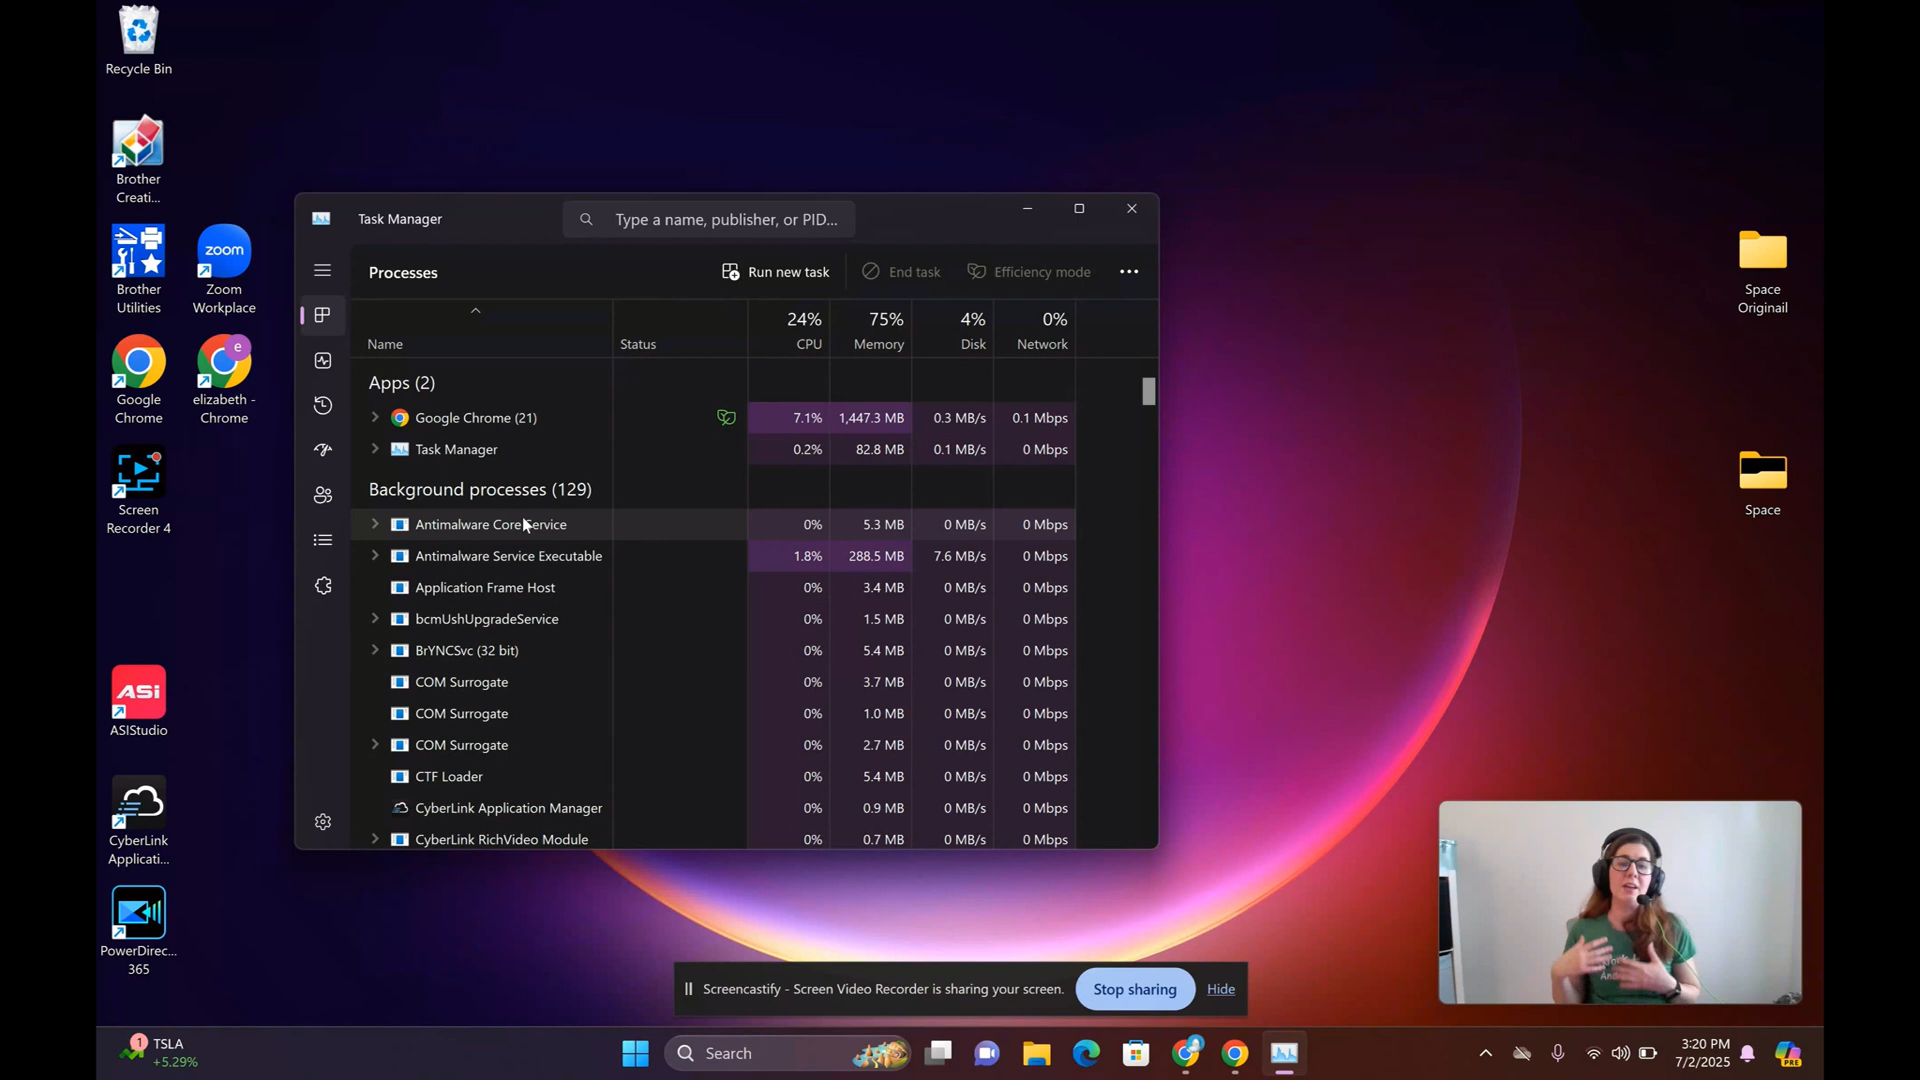 Recycle Bin
Brother
Creati...
Brother
Utilities
zoom
Zoom
Workplace
Google
Chrome
e
elizabeth -
Chrome
Screen
Recorder 4
ASi
ASIStudio
CyberLink
Applicati...
PowerDirec...
365
Space
Originail
Space
Task Manager
Type a name, publisher, or PID...
Processes
Run new task
End task
Efficiency mode
Name
Status
24% CPU
75% Memory
4% Disk
0% Network
Apps (2)
Google Chrome (21) 7.1% 1,447.3 MB 0.3 MB/s 0.1 Mbps
Task Manager 0.2% 82.8 MB 0.1 MB/s 0 Mbps
Background processes (129)
Antimalware Core Service 0% 5.3 MB 0 MB/s 0 Mbps
Antimalware Service Executable 1.8% 288.5 MB 7.6 MB/s 0 Mbps
Application Frame Host 0% 3.4 MB 0 MB/s 0 Mbps
bcmUshUpgradeService 0% 1.5 MB 0 MB/s 0 Mbps
BrYNCSvc (32 bit) 0% 5.4 MB 0 MB/s 0 Mbps
COM Surrogate 0% 3.7 MB 0 MB/s 0 Mbps
COM Surrogate 0% 1.0 MB 0 MB/s 0 Mbps
COM Surrogate 0% 2.7 MB 0 MB/s 0 Mbps
CTF Loader 0% 5.4 MB 0 MB/s 0 Mbps
CyberLink Application Manager 0% 0.9 MB 0 MB/s 0 Mbps
CyberLink RichVideo Module 0% 0.7 MB 0 MB/s 0 Mbps
Screencastify - Screen Video Recorder is sharing your screen.
Stop sharing
Hide
1
TSLA
+5.29%
Search
3:20 PM
7/2/2025
PRE